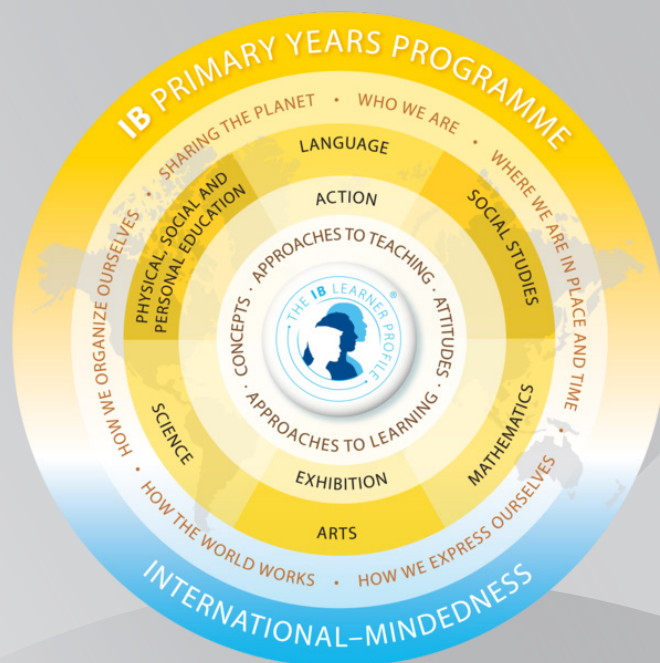 IB PRIMARY YEARS PROGRAMME
SHARING THE PLANET • WHO WE ARE • WHERE WE ARE IN PLACE AND TIME •
HOW WE ORGANIZE OURSELVES • HOW THE WORLD WORKS • HOW WE EXPRESS OURSELVES
LANGUAGE
SOCIAL STUDIES
MATHEMATICS
ARTS
SCIENCE
PHYSICAL, SOCIAL AND
PERSONAL EDUCATION
ACTION
EXHIBITION
APPROACHES TO TEACHING · ATTITUDES ·
CONCEPTS · APPROACHES TO LEARNING
THE IB LEARNER PROFILE ®
INTERNATIONAL–MINDEDNESS